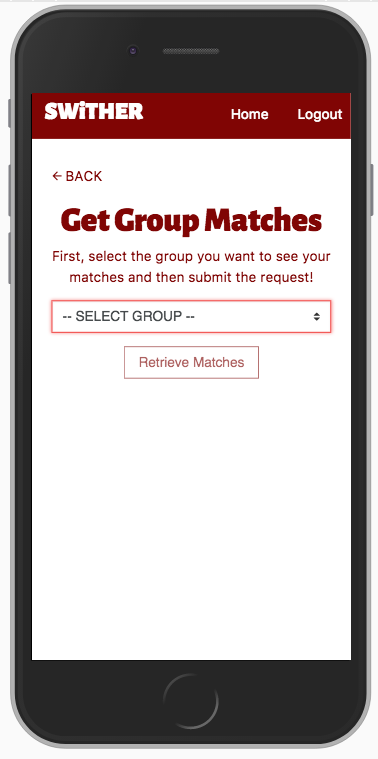 SWiTHER
Home
Logout
← BACK
Get Group Matches
First, select the group you want to see your
matches and then submit the request!
-- SELECT GROUP --
Retrieve Matches